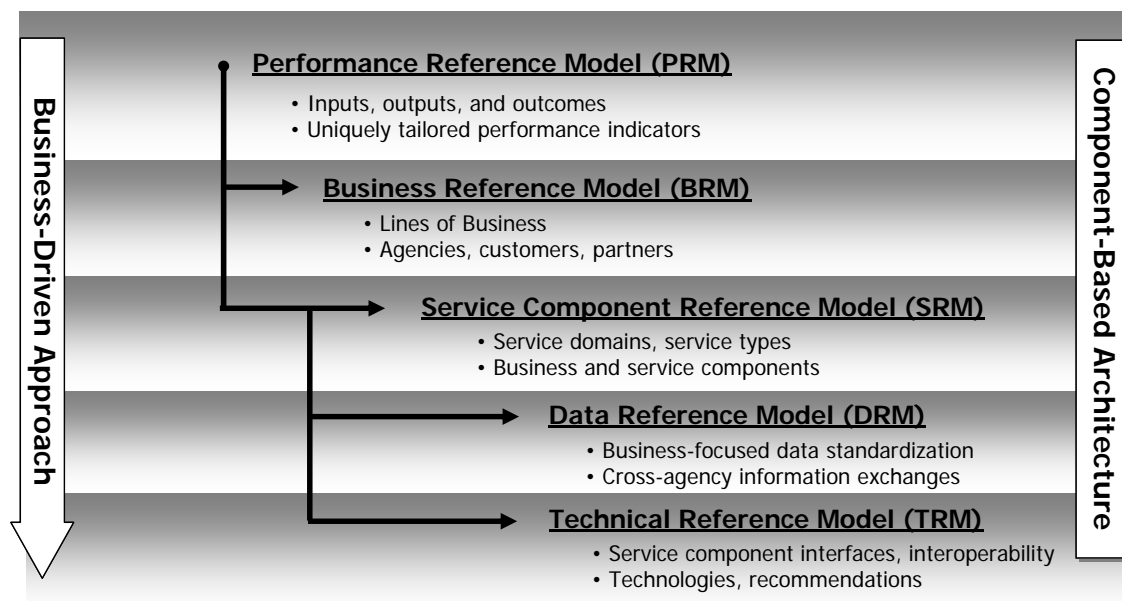 Business-Driven Approach
Performance Reference Model (PRM)
• Inputs, outputs, and outcomes
• Uniquely tailored performance indicators
Business Reference Model (BRM)
• Lines of Business
• Agencies, customers, partners
Service Component Reference Model (SRM)
• Service domains, service types
• Business and service components
Data Reference Model (DRM)
• Business-focused data standardization
• Cross-agency information exchanges
Technical Reference Model (TRM)
• Service component interfaces, interoperability
• Technologies, recommendations
Component-Based Architecture